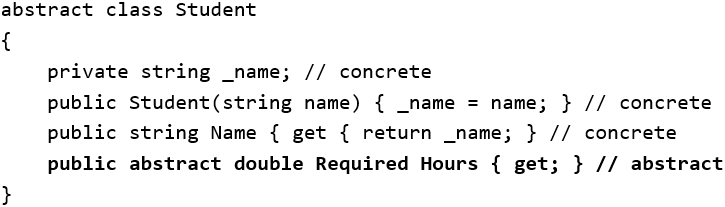 abstract class Student
{
    private string _name; // concrete
    public Student(string name) { _name = name; } // concrete
    public string Name { get { return _name; } // concrete
    public abstract double Required Hours { get; } // abstract
}